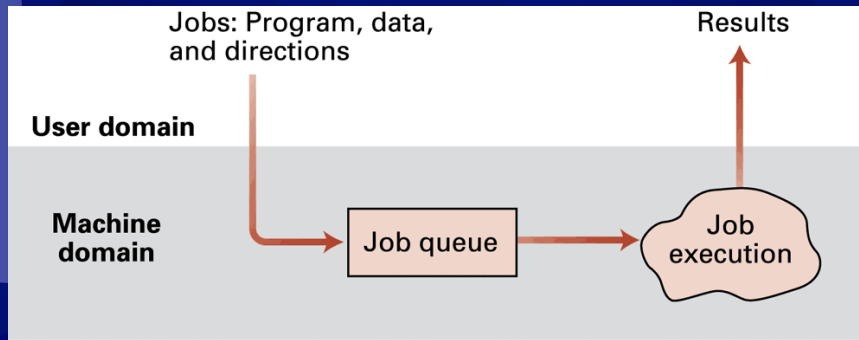 Jobs: Program, data,
and directions
Results
User domain
Machine
domain
Job queue
Job
execution